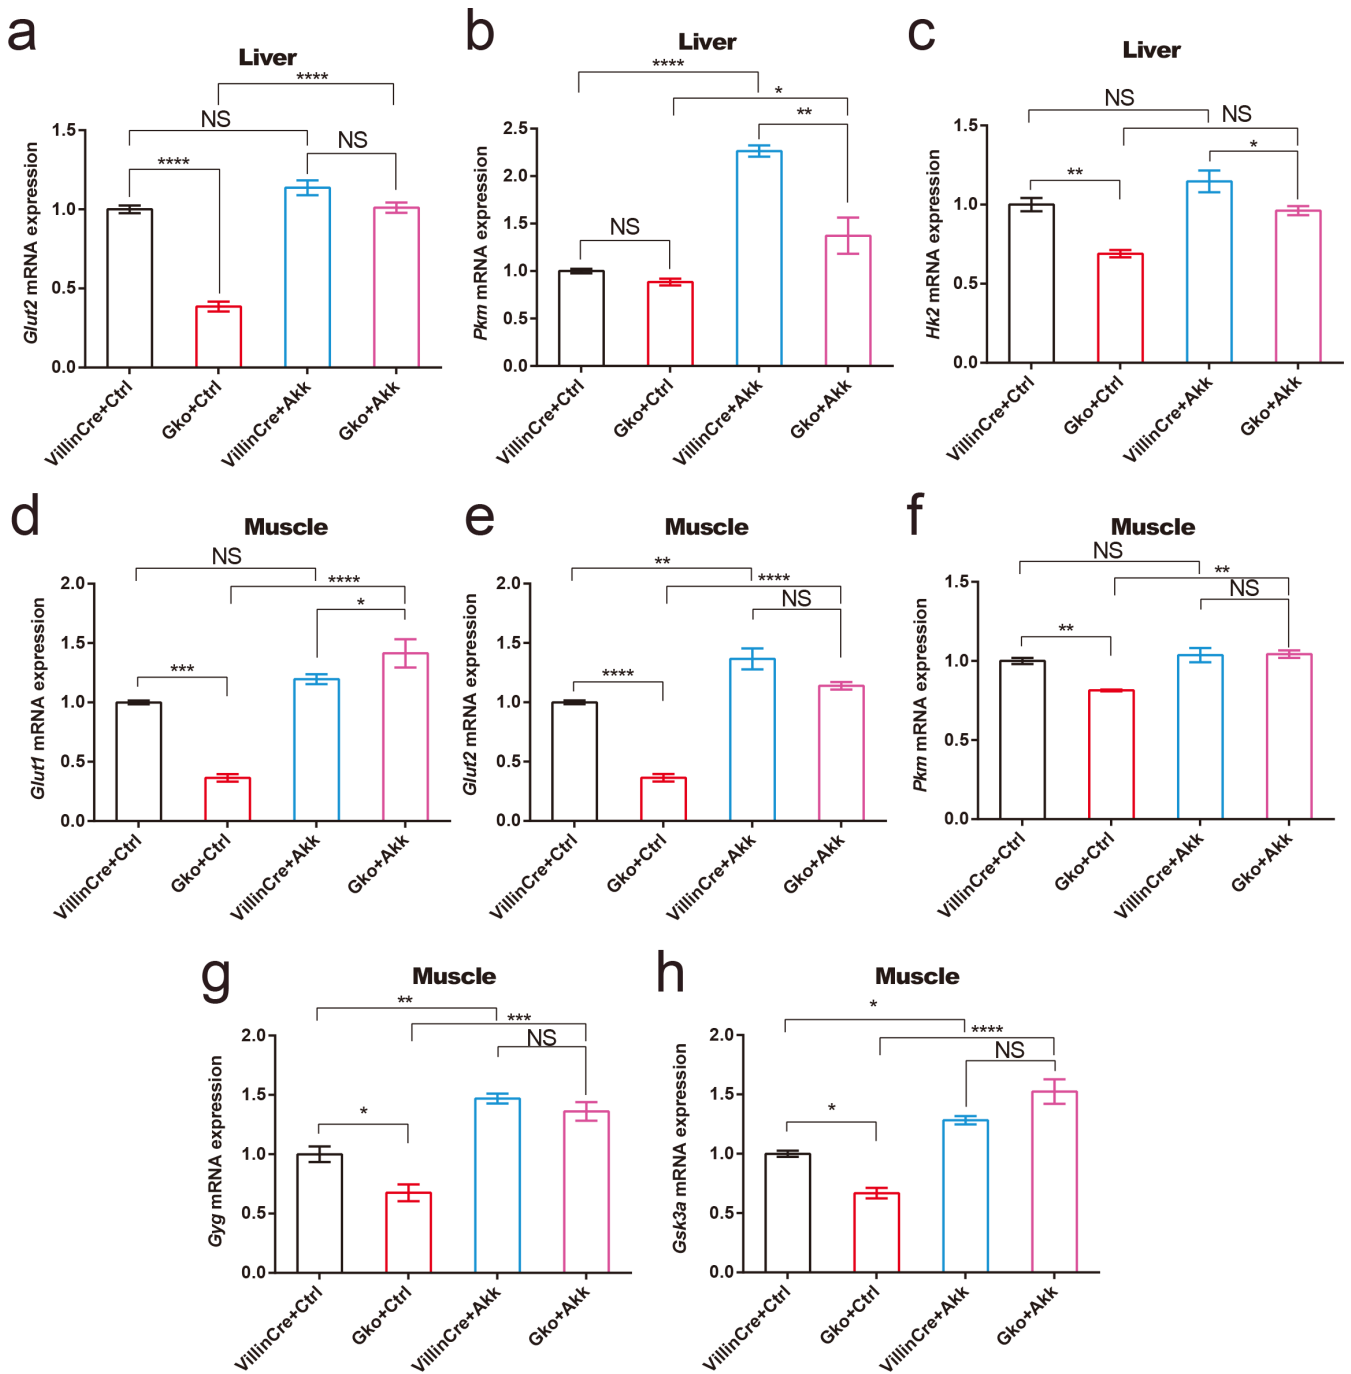 a
Liver
****
NS
NS
****
1.5
1.0
0.5
0.0
Glut2 mRNA expression
VillinCre+Ctrl
Gko+Ctrl
VillinCre+Akk
Gko+Akk
b
Liver
****
*
**
NS
2.5
2.0
1.5
1.0
0.5
0.0
Pkm mRNA expression
VillinCre+Ctrl
Gko+Ctrl
VillinCre+Akk
Gko+Akk
c
Liver
NS
NS
*
**
1.5
1.0
0.5
0.0
Hk2 mRNA expression
VillinCre+Ctrl
Gko+Ctrl
VillinCre+Akk
Gko+Akk
d
Muscle
NS
****
*
***
2.0
1.5
1.0
0.5
0.0
Glut1 mRNA expression
VillinCre+Ctrl
Gko+Ctrl
VillinCre+Akk
Gko+Akk
e
Muscle
**
****
NS
****
2.0
1.5
1.0
0.5
0.0
Glut2 mRNA expression
VillinCre+Ctrl
Gko+Ctrl
VillinCre+Akk
Gko+Akk
f
Muscle
NS
**
NS
**
1.5
1.0
0.5
0.0
Pkm mRNA expression
VillinCre+Ctrl
Gko+Ctrl
VillinCre+Akk
Gko+Akk
g
Muscle
**
***
NS
*
2.0
1.5
1.0
0.5
0.0
Gyg mRNA expression
VillinCre+Ctrl
Gko+Ctrl
VillinCre+Akk
Gko+Akk
h
Muscle
*
****
NS
*
2.0
1.5
1.0
0.5
0.0
Gsk3a mRNA expression
VillinCre+Ctrl
Gko+Ctrl
VillinCre+Akk
Gko+Akk